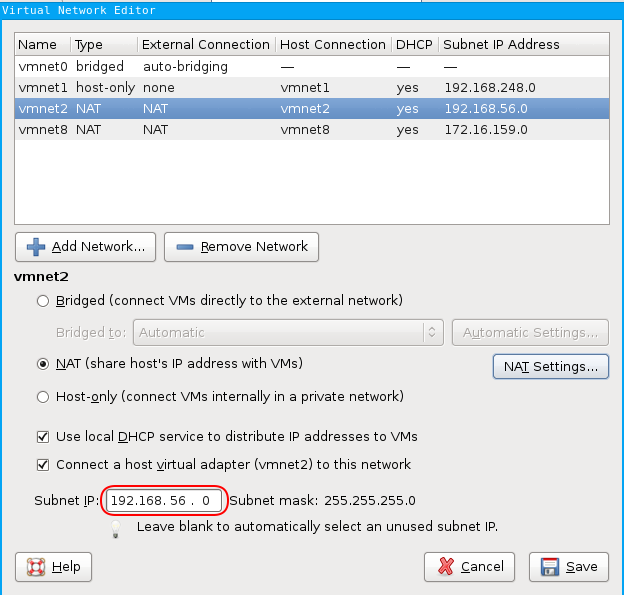 Virtual Network Editor
Name Type External Connection Host Connection DHCP Subnet IP Address
vmnet0 bridged auto-bridging — — —
vmnet1 host-only none vmnet1 yes 192.168.248.0
vmnet2 NAT NAT vmnet2 yes 192.168.56.0
vmnet8 NAT NAT vmnet8 yes 172.16.159.0
Add Network... Remove Network
vmnet2
Bridged (connect VMs directly to the external network)
Bridged to: Automatic Automatic Settings...
NAT (share host's IP address with VMs)
NAT Settings...
Host-only (connect VMs internally in a private network)
Use local DHCP service to distribute IP addresses to VMs
Connect a host virtual adapter (vmnet2) to this network
Subnet IP: 192.168. 56 . 0 Subnet mask: 255.255.255.0
Leave blank to automatically select an unused subnet IP.
Help Cancel Save